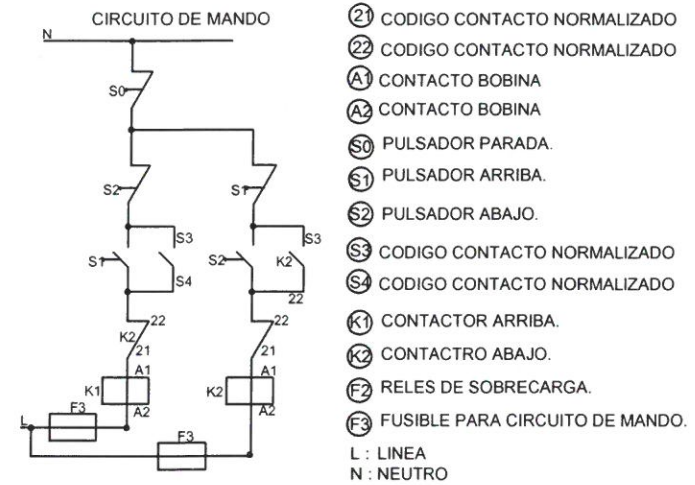 CIRCUITO DE MANDO
N
S0
S2
S1
S3
S3
S1
S2
K2
S4
22
22
22
K2
21
21
A1
A1
K1
K2
A2
A2
F3
L
F3
21 CODIGO CONTACTO NORMALIZADO
22 CODIGO CONTACTO NORMALIZADO
A1 CONTACTO BOBINA
A2 CONTACTO BOBINA
S0 PULSADOR PARADA.
S1 PULSADOR ARRIBA.
S2 PULSADOR ABAJO.
S3 CODIGO CONTACTO NORMALIZADO
S4 CODIGO CONTACTO NORMALIZADO
K1 CONTACTOR ARRIBA.
K2 CONTACTRO ABAJO.
F2 RELES DE SOBRECARGA.
F3 FUSIBLE PARA CIRCUITO DE MANDO.
L : LINEA
N : NEUTRO